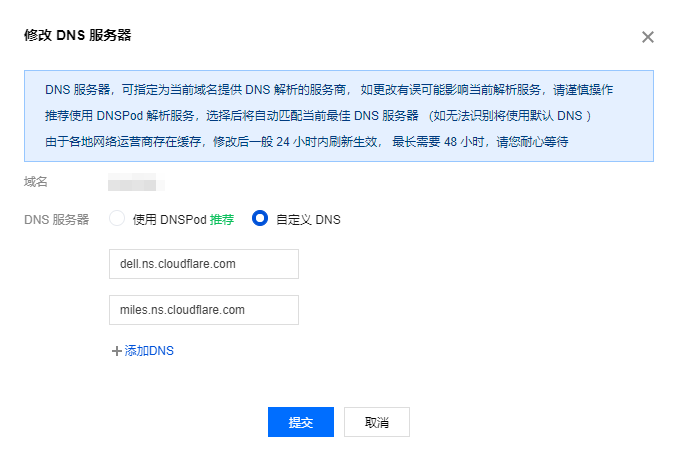 修改 DNS 服务器
DNS 服务器，可指定为当前域名提供 DNS 解析的服务商， 如更改有误可能影响当前解析服务，请谨慎操作
推荐使用 DNSPod 解析服务，选择后将自动匹配当前最佳 DNS 服务器 （如无法识别将使用默认 DNS ）
由于各地网络运营商存在缓存，修改后一般 24 小时内刷新生效， 最长需要 48 小时，请您耐心等待
域名
DNS 服务器 使用 DNSPod 推荐 自定义 DNS
dell.ns.cloudflare.com
miles.ns.cloudflare.com
+添加DNS
提交 取消